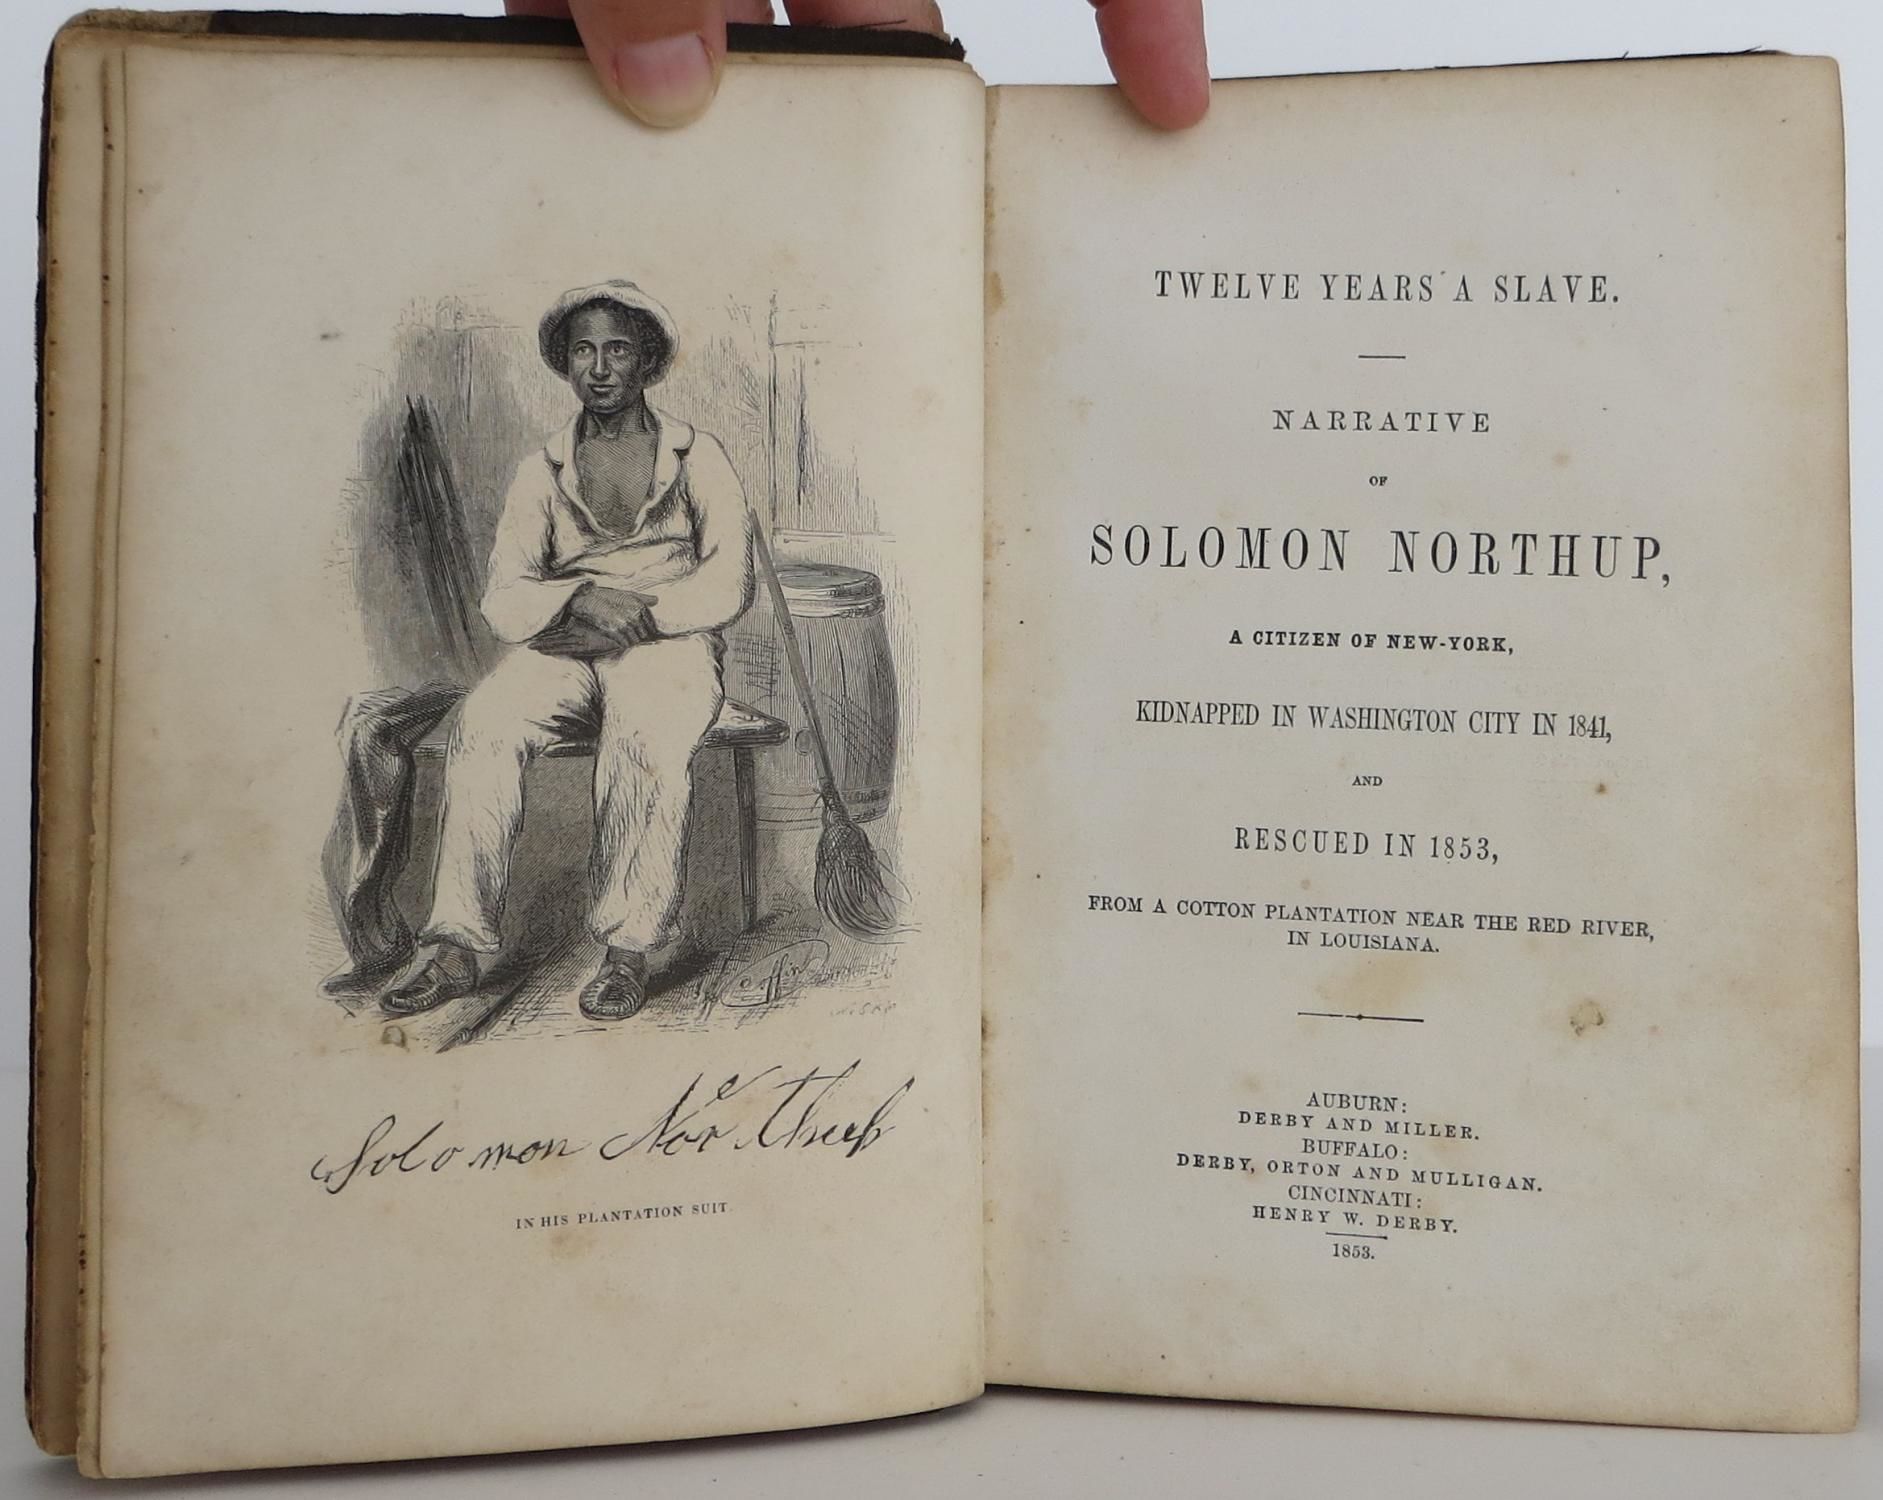 Coffin
Solomon Northup
IN HIS PLANTATION SUIT.
TWELVE YEARS A SLAVE.
NARRATIVE
OF
SOLOMON NORTHUP,
A CITIZEN OF NEW-YORK,
KIDNAPPED IN WASHINGTON CITY IN 1841,
AND
RESCUED IN 1853,
FROM A COTTON PLANTATION NEAR THE RED RIVER,
IN LOUISIANA.
AUBURN:
DERBY AND MILLER.
BUFFALO:
DERBY, ORTON AND MULLIGAN.
CINCINNATI:
HENRY W. DERBY.
1853.